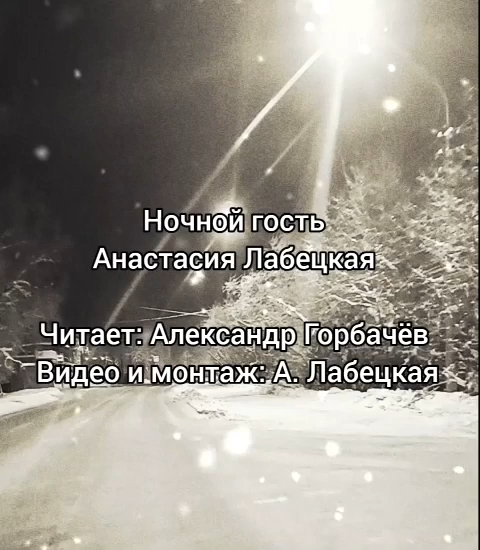 Ночной гость
Анастасия Лабецкая
Читает: Александр Горбачёв
Видео и монтаж: А. Лабецкая